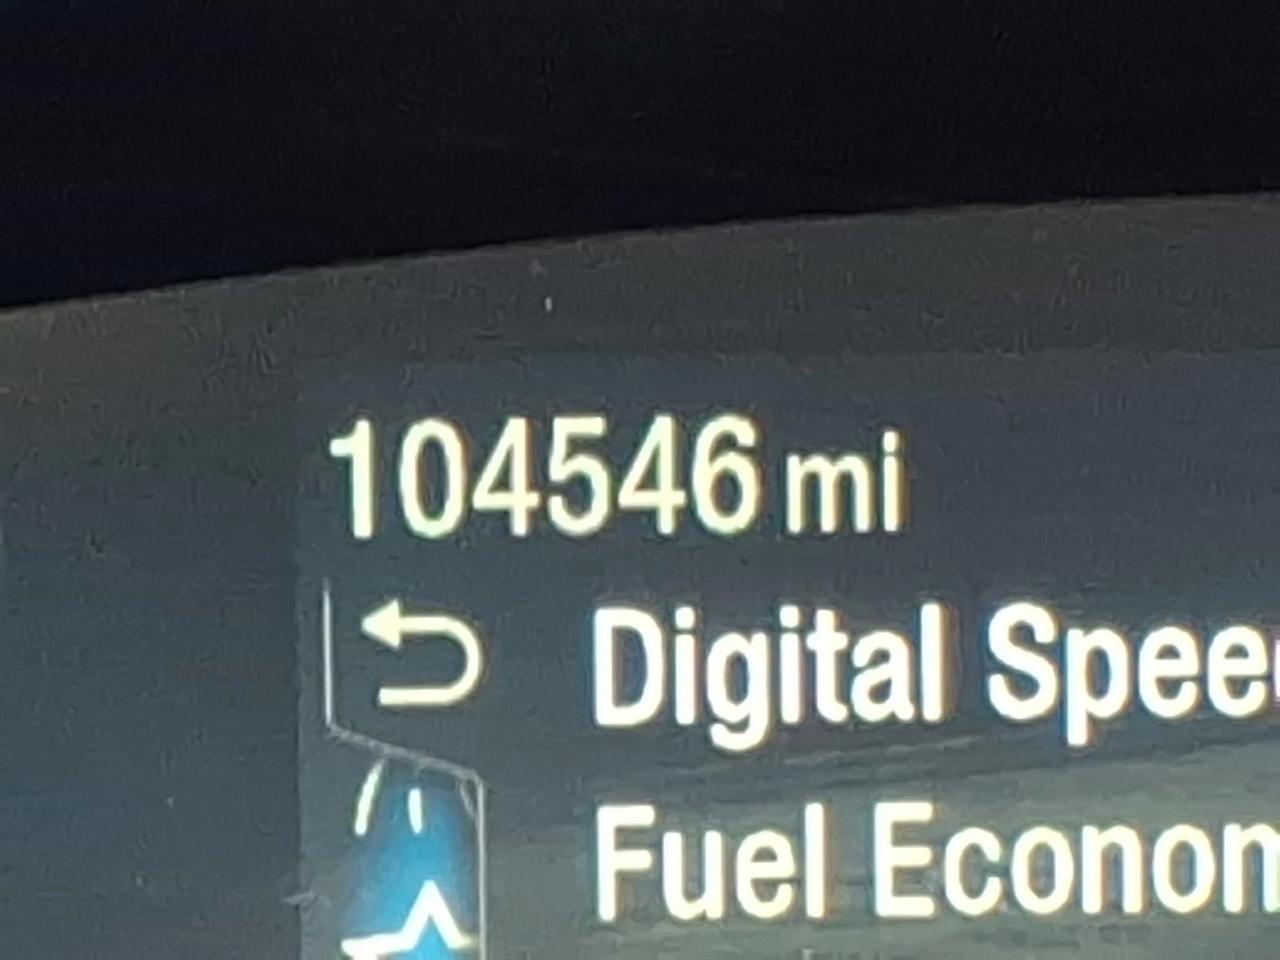 104546 mi
Digital Spee
Fuel Econon